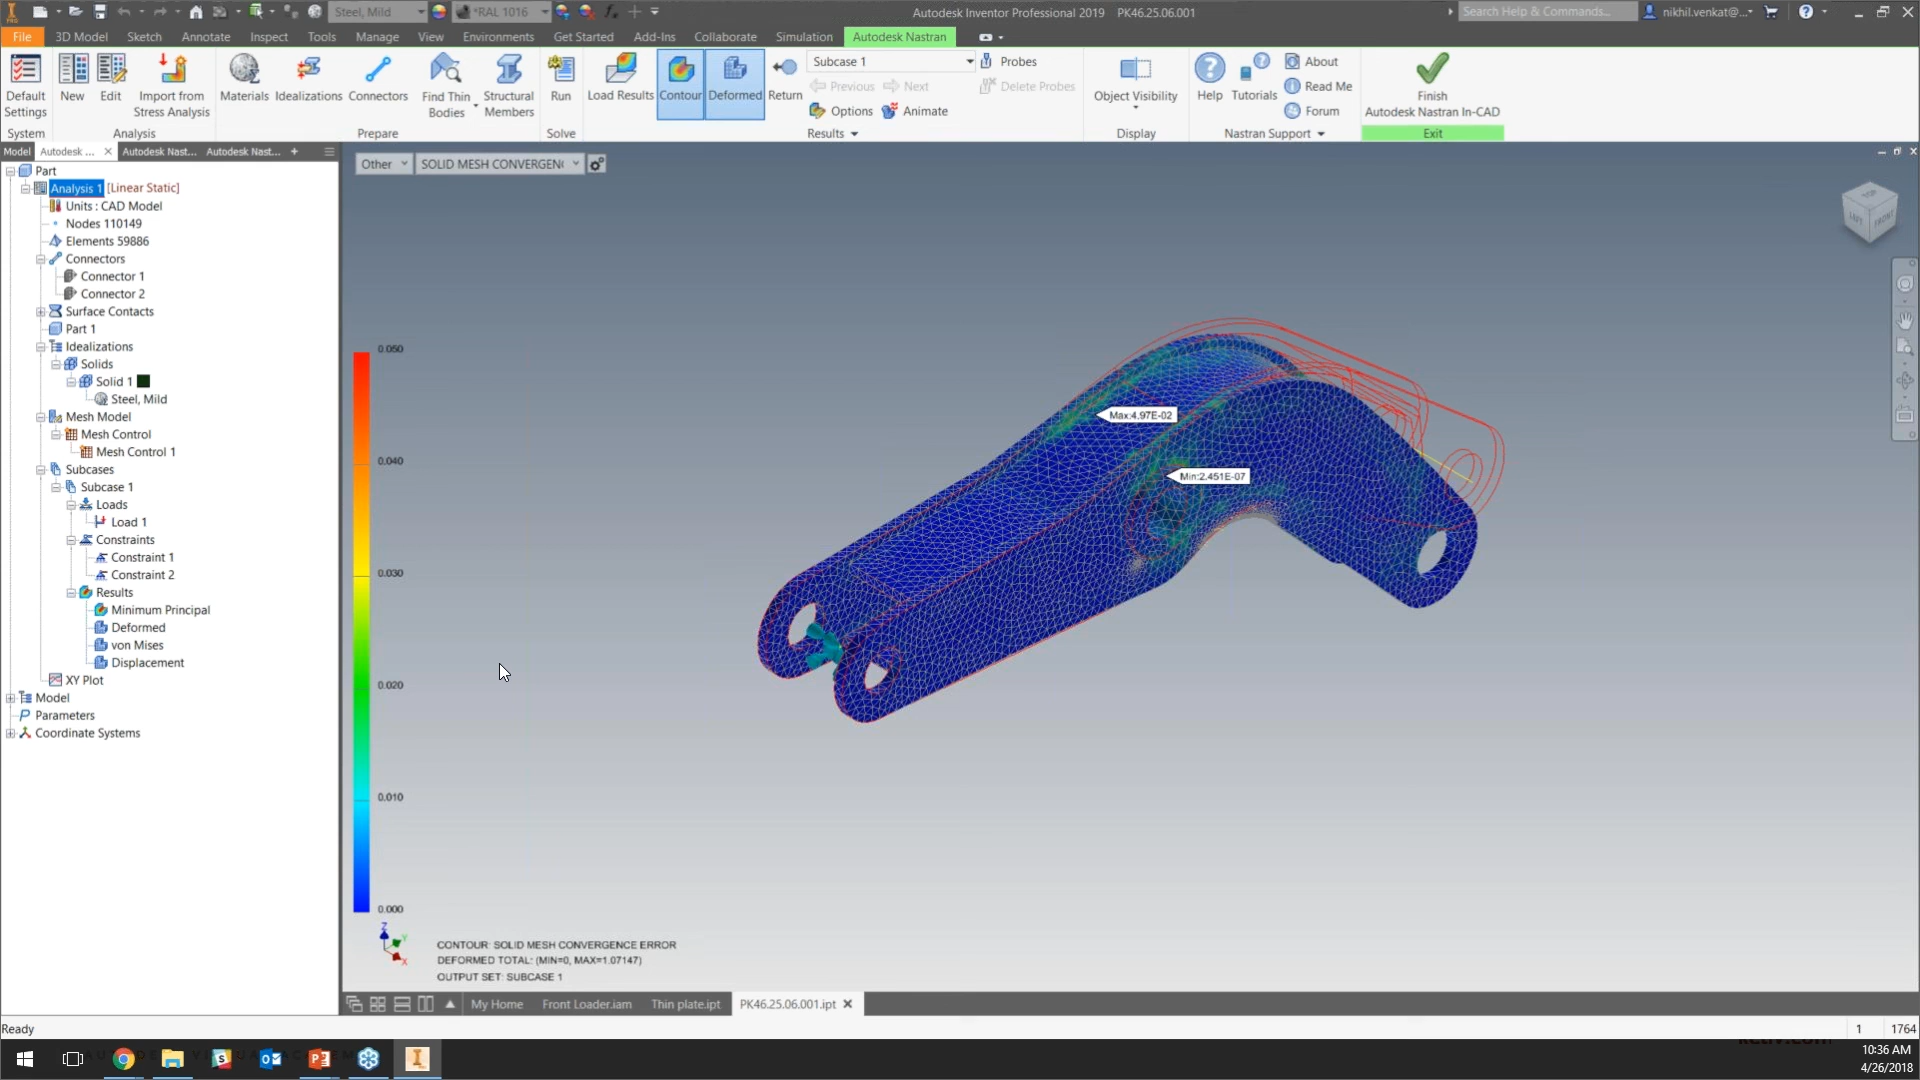 Steel, Mild
*RAL 1016
Autodesk Inventor Professional 2019 PK46.25.06.001
Search Help & Commands...
nikhil.venkat@...
File
3D Model
Sketch
Annotate
Inspect
Tools
Manage
View
Environments
Get Started
Add-Ins
Collaborate
Simulation
Autodesk Nastran
Default Settings
New
Edit
Import from Stress Analysis
Materials
Idealizations
Connectors
Find Thin Bodies
Structural Members
Run
Load Results
Contour
Deformed
Return
Subcase 1
Previous
Next
Options
Animate
Probes
Delete Probes
Object Visibility
Help
Tutorials
About
Read Me
Forum
Finish
Autodesk Nastran In-CAD
System
Analysis
Prepare
Solve
Results
Display
Nastran Support
Exit
Model
Autodesk ...
Autodesk Nast...
Autodesk Nast...
Part
Analysis 1 [Linear Static]
Units : CAD Model
Nodes 110149
Elements 59886
Connectors
Connector 1
Connector 2
Surface Contacts
Part 1
Idealizations
Solids
Solid 1
Steel, Mild
Mesh Model
Mesh Control
Mesh Control 1
Subcases
Subcase 1
Loads
Load 1
Constraints
Constraint 1
Constraint 2
Results
Minimum Principal
Deformed
von Mises
Displacement
XY Plot
Model
Parameters
Coordinate Systems
Other
SOLID MESH CONVERGEN
TOP
LEFT
FRONT
0.050
0.040
0.030
0.020
0.010
0.000
Max:4.97E-02
Min:2.451E-07
Z
Y
X
CONTOUR: SOLID MESH CONVERGENCE ERROR
DEFORMED TOTAL: (MIN=0, MAX=1.07147)
OUTPUT SET: SUBCASE 1
My Home
Front Loader.iam
Thin plate.ipt
PK46.25.06.001.ipt
Ready
1
1764
10:36 AM
4/26/2018